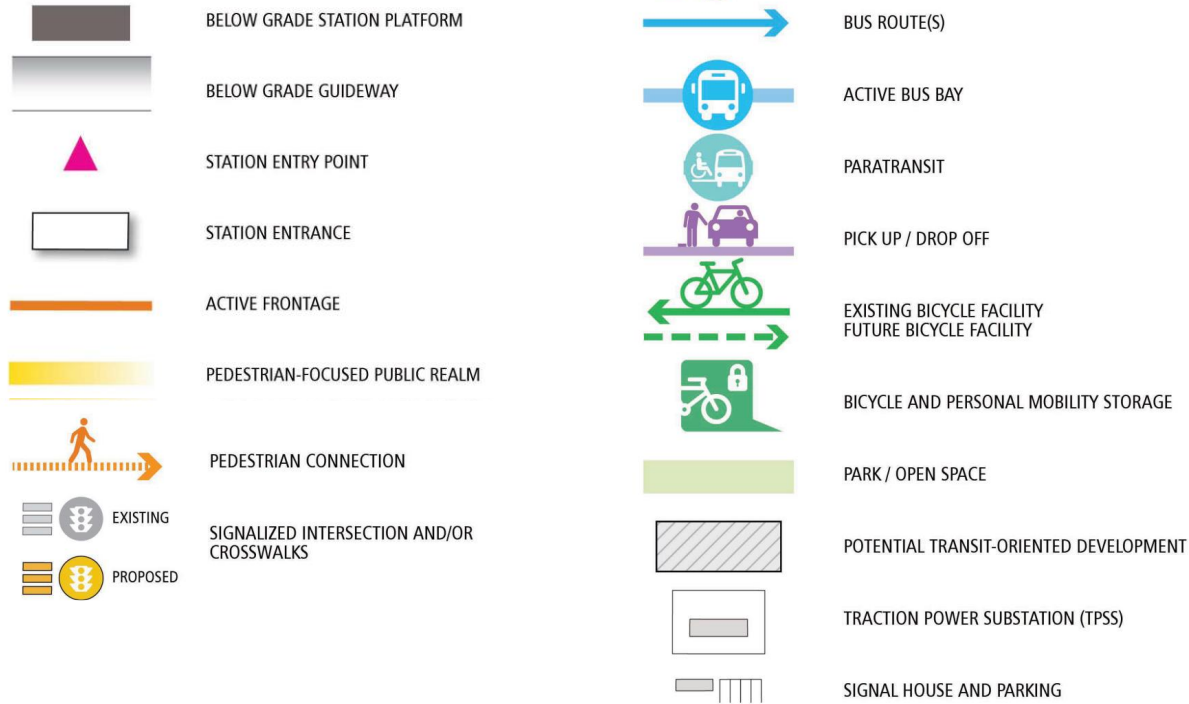 BELOW GRADE STATION PLATFORM
BELOW GRADE GUIDEWAY
STATION ENTRY POINT
STATION ENTRANCE
ACTIVE FRONTAGE
PEDESTRIAN-FOCUSED PUBLIC REALM
PEDESTRIAN CONNECTION
EXISTING
SIGNALIZED INTERSECTION AND/OR
CROSSWALKS
PROPOSED
BUS ROUTE(S)
ACTIVE BUS BAY
PARATRANSIT
PICK UP / DROP OFF
EXISTING BICYCLE FACILITY
FUTURE BICYCLE FACILITY
BICYCLE AND PERSONAL MOBILITY STORAGE
PARK / OPEN SPACE
POTENTIAL TRANSIT-ORIENTED DEVELOPMENT
TRACTION POWER SUBSTATION (TPSS)
SIGNAL HOUSE AND PARKING